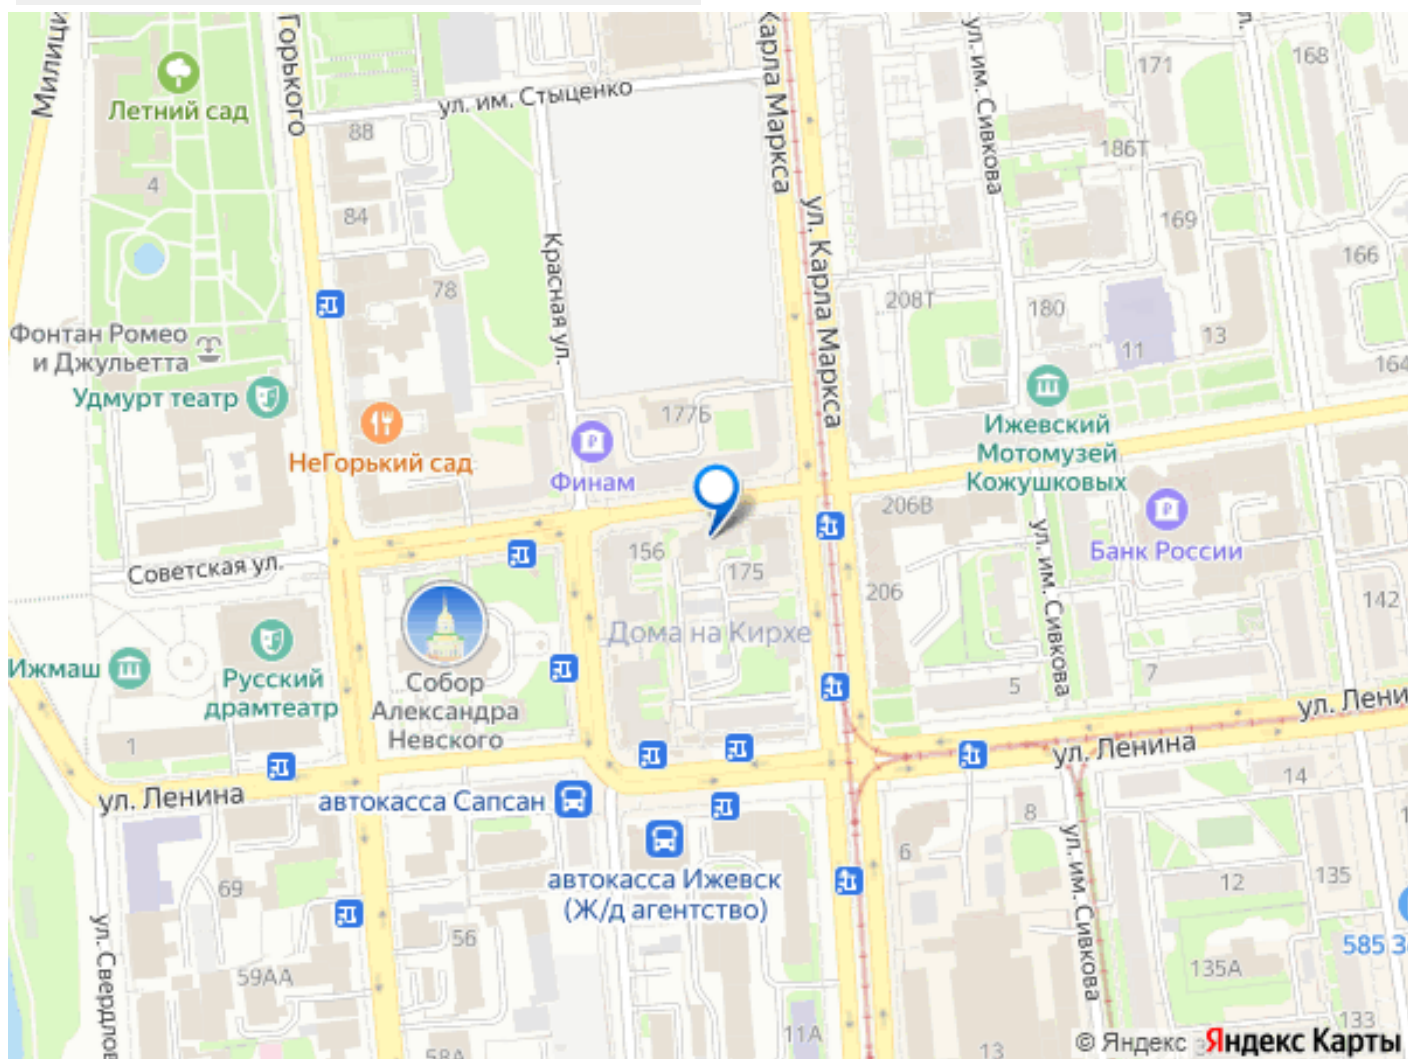 Милици
Горького
Летний сад
4
88
84
78
ул. им. Стыценко
Красная ул.
Карла Маркса
ул. Карла Маркса
ул. им. Сивкова
ул.
171
168
186Т
169
166
208Т
180
13
11
164
Фонтан Ромео
и Джульетта
Удмурт театр
НеГорький сад
177Б
Финам
Ижевский
Мотомузей
Кожушковых
206В
Банк России
ул. им. Сивкова
Советская ул.
156
175
206
142
Дома на Кирхе
Ижмаш
Русский
драмтеатр
Собор
Александра
Невского
5
7
1
ул. Лени
ул. Ленина
ул. Ленина
14
автокасса Сапсан
8
6
автокасса Ижевск
(Ж/д агентство)
ул. им. Сивкова
12
135
69
ул. Свердлов
56
585 З
59АА
135А
11А
133
58А
13
© Яндекс Яндекс Карты